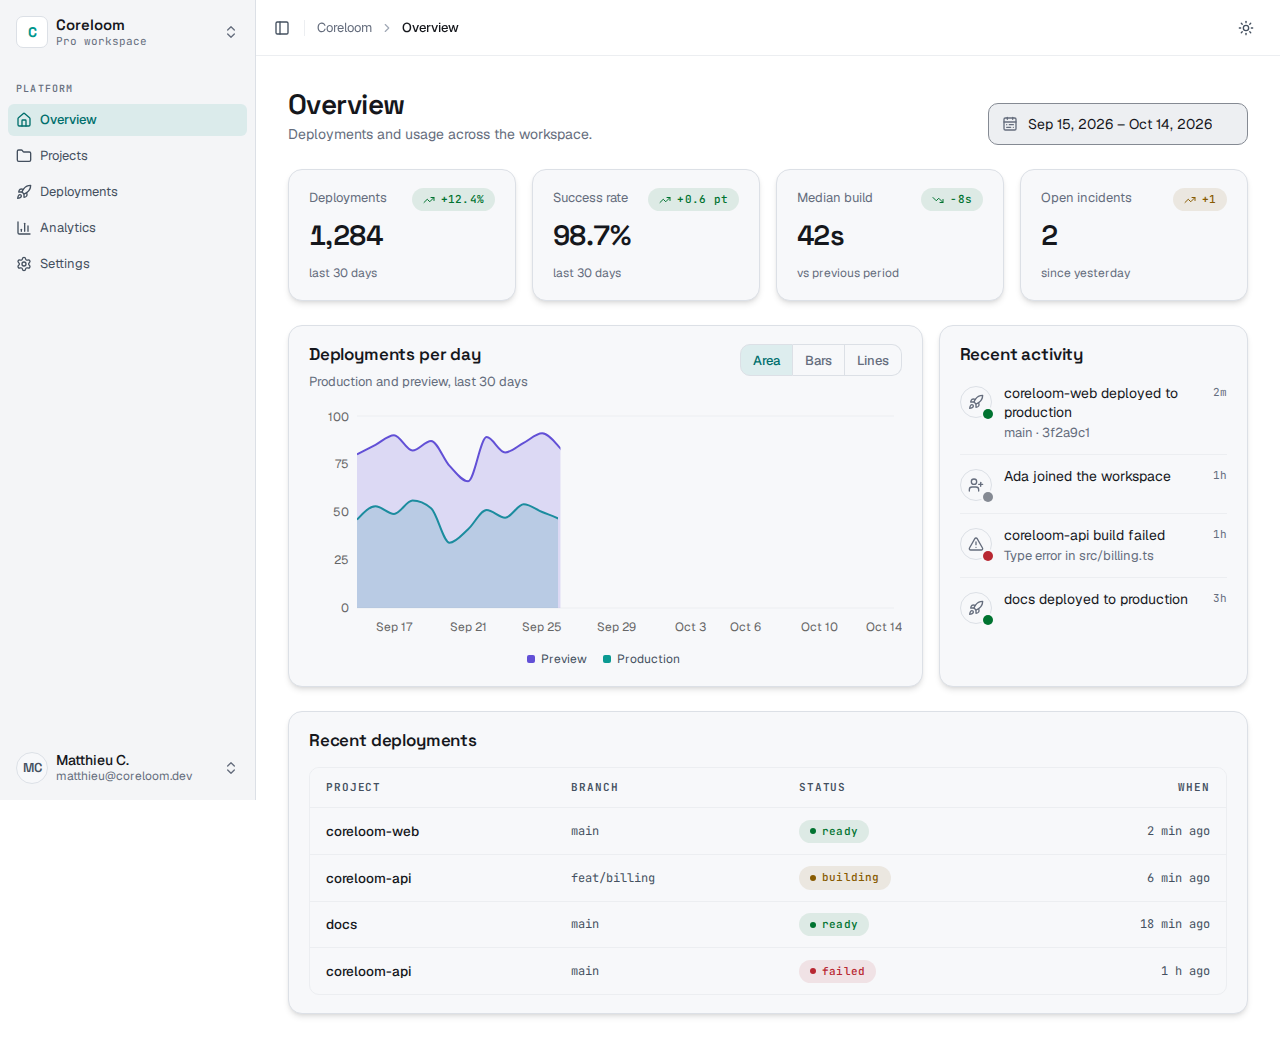 C
Coreloom
Pro workspace
PLATFORM
Overview
Projects
Deployments
Analytics
Settings
MC
Matthieu C.
matthieu@coreloom.dev
Coreloom
Overview
Overview
Deployments and usage across the workspace.
Sep 15, 2026 – Oct 14, 2026
Deployments
+12.4%
1,284
last 30 days
Success rate
+0.6 pt
98.7%
last 30 days
Median build
-8s
42s
vs previous period
Open incidents
+1
2
since yesterday
Deployments per day
Production and preview, last 30 days
Area Bars Lines
100
75
50
25
0
Sep 17 Sep 21 Sep 25 Sep 29 Oct 3 Oct 6 Oct 10 Oct 14
Preview Production
Recent activity
coreloom-web deployed to 2m
production
main · 3f2a9c1
Ada joined the workspace 1h
coreloom-api build failed 1h
Type error in src/billing.ts
docs deployed to production 3h
Recent deployments
PROJECT BRANCH STATUS WHEN
coreloom-web main ready 2 min ago
coreloom-api feat/billing building 6 min ago
docs main ready 18 min ago
coreloom-api main failed 1 h ago